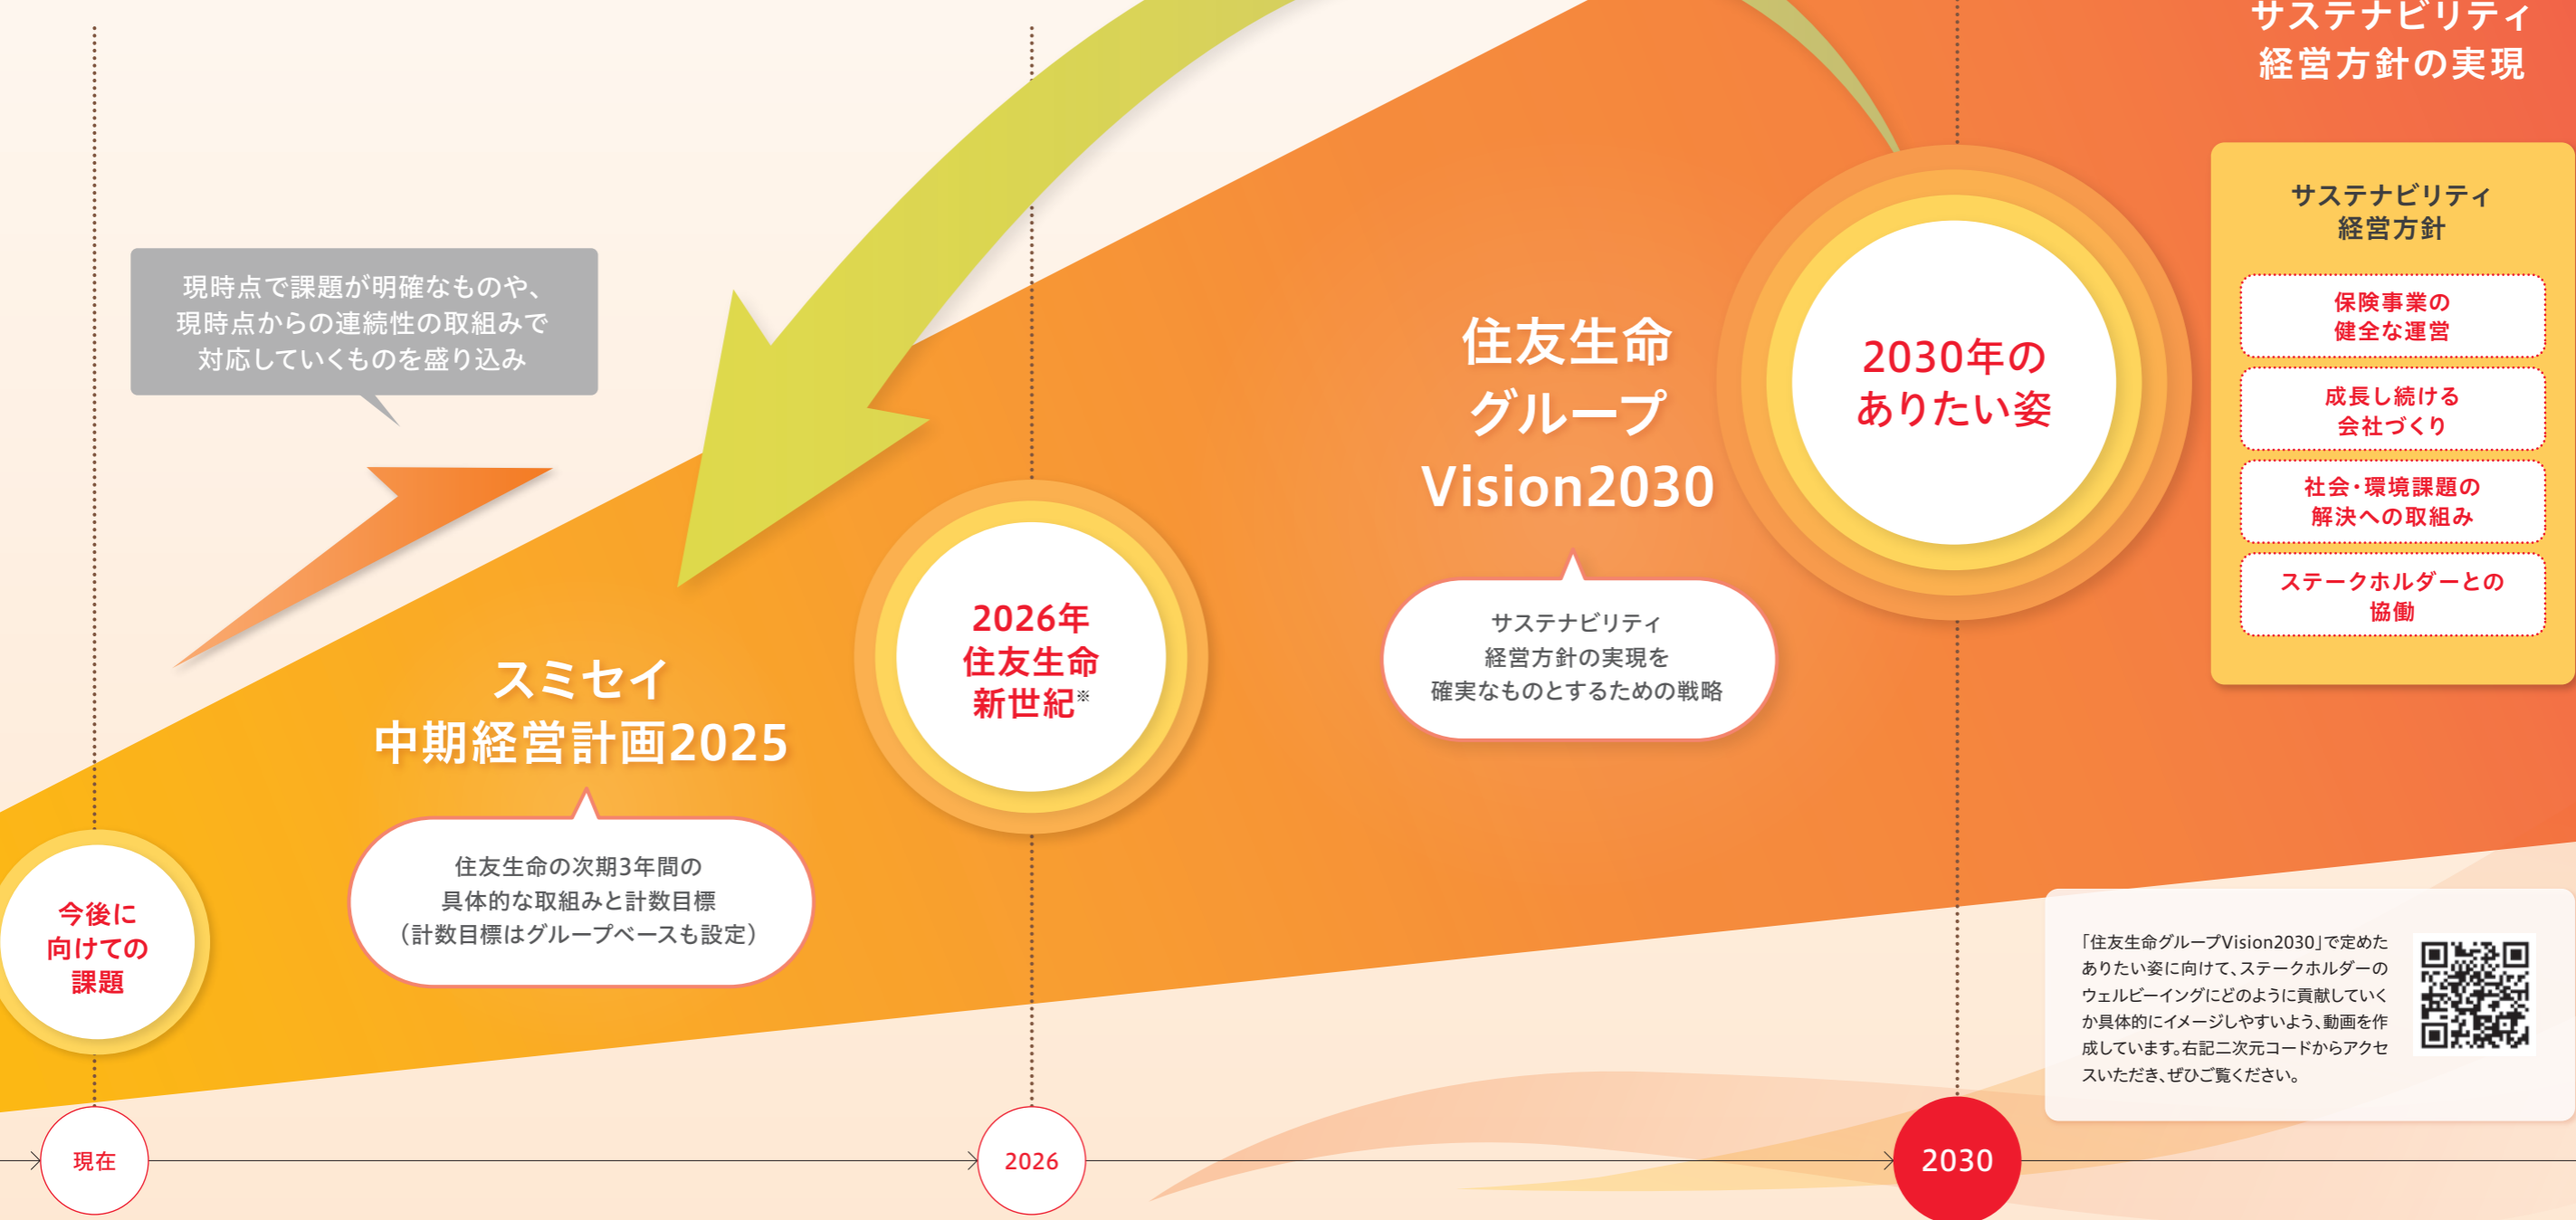 サステナビリティ
経営方針の実現
サステナビリティ
経営方針
保険事業の
健全な運営
成長し続ける
会社づくり
社会・環境課題の
解決への取組み
ステークホルダーとの
協働
現時点で課題が明確なものや、
現時点からの連続性の取組みで
対応していくものを盛り込み
住友生命
グループ
Vision2030
2030年の
ありたい姿
サステナビリティ
経営方針の実現を
確実なものとするための戦略
2026年
住友生命
新世紀※
スミセイ
中期経営計画2025
住友生命の次期3年間の
具体的な取組みと計数目標
（計数目標はグループベースも設定）
今後に
向けての
課題
「住友生命グループVision2030」で定めた
ありたい姿に向けて、ステークホルダーの
ウェルビーイングにどのように貢献していく
か具体的にイメージしやすいよう、動画を作
成しています。右記二次元コードからアクセ
スいただき、ぜひご覧ください。
現在
2026
2030